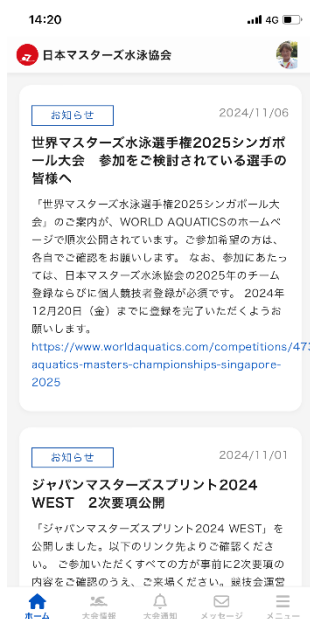 14:20
4G
日本マスターズ水泳協会
お知らせ
2024/11/06
世界マスターズ水泳選手権2025シンガポ
ール大会　参加をご検討されている選手の
皆様へ
「世界マスターズ水泳選手権2025シンガポール大
会」のご案内が、WORLD AQUATICSのホームペ
ージで順次公開されています。ご参加希望の方は、
各自でご確認をお願いします。 なお、参加にあたっ
ては、日本マスターズ水泳協会の2025年のチーム
登録ならびに個人競技者登録が必須です。 2024年
12月20日（金）までに登録を完了いただくようお
願いします。
https://www.worldaquatics.com/competitions/473
aquatics-masters-championships-singapore-
2025
お知らせ
2024/11/01
ジャパンマスターズスプリント2024
WEST　2次要項公開
「ジャパンマスターズスプリント2024 WEST」を
公開しました。以下のリンク先よりご確認くださ
い。 ご参加いただくすべての方が事前に2次要項の
内容をご確認のうえ、ご来場ください。競技会運営
ホーム
大会情報
大会通知
メッセージ
メニュー